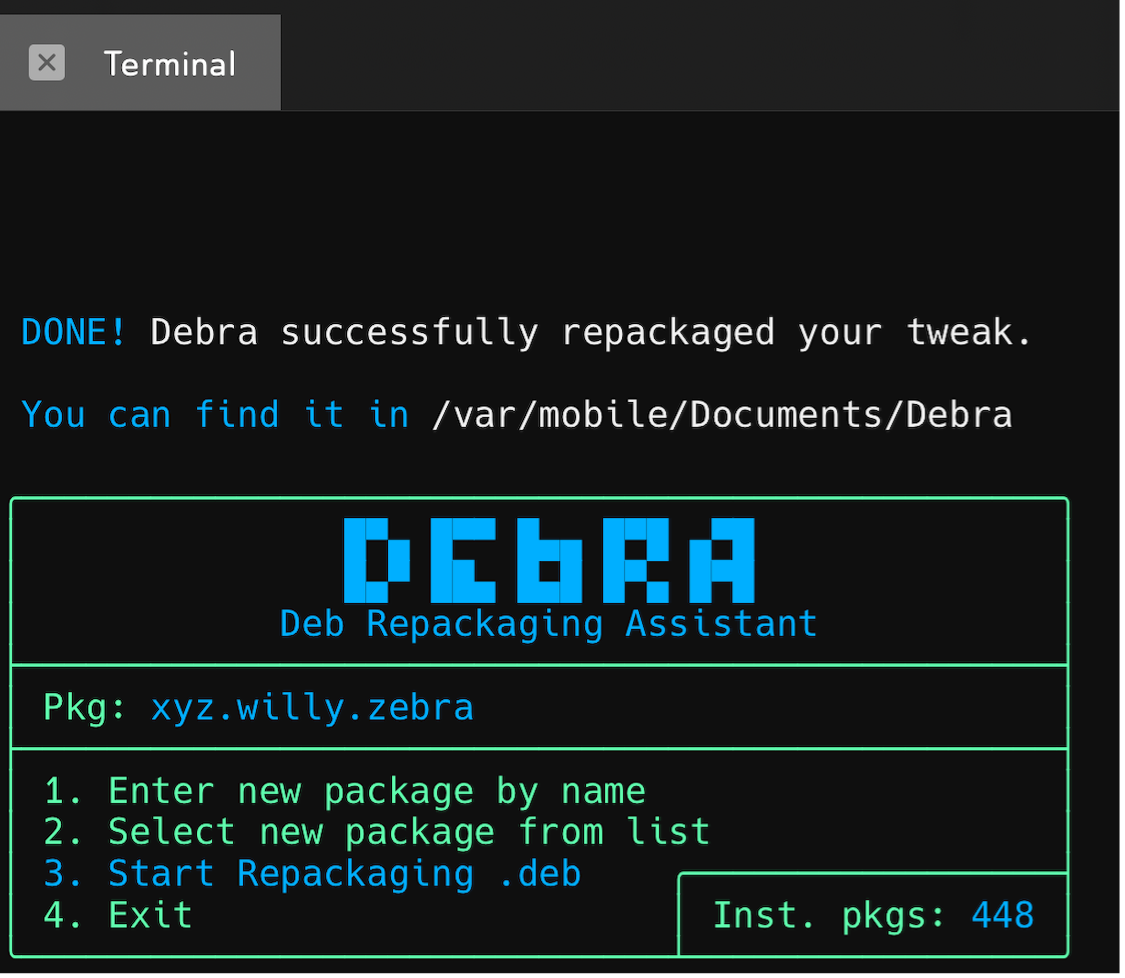 Terminal
DONE! Debra successfully repackaged your tweak.
You can find it in /var/mobile/Documents/Debra
DEbRA
Deb Repackaging Assistant
Pkg: xyz.willy.zebra
1. Enter new package by name
2. Select new package from list
3. Start Repackaging .deb
4. Exit
Inst. pkgs: 448